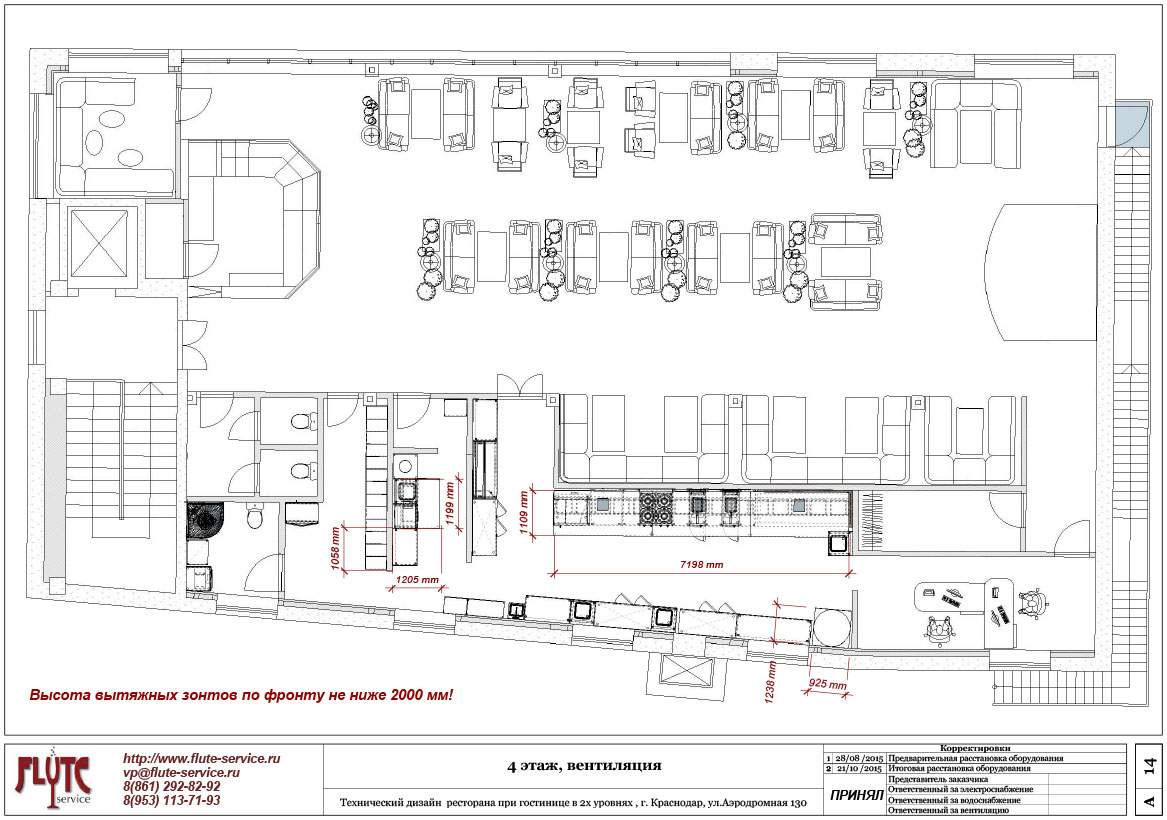 1058 mm
1205 mm
1199 mm
1109 mm
7198 mm
1238 mm
925 mm
Высота вытяжных зонтов по фронту не ниже 2000 мм!
FLUTE
service
http://www.flute-service.ru
vp@flute-service.ru
8(861) 292-82-92
8(953) 113-71-93
4 этаж, вентиляция
Технический дизайн ресторана при гостинице в 2х уровнях , г. Краснодар, ул.Аэродромная 130
Корректировки
1 28/08 /2015 Предварительная расстановка оборудования
2 21/10 /2015 Итоговая расстановка оборудования
ПРИНЯЛ
Представитель заказчика
Ответственный за электроснабжение
Ответственный за водоснабжение
Ответственный за вентиляцию
14
А